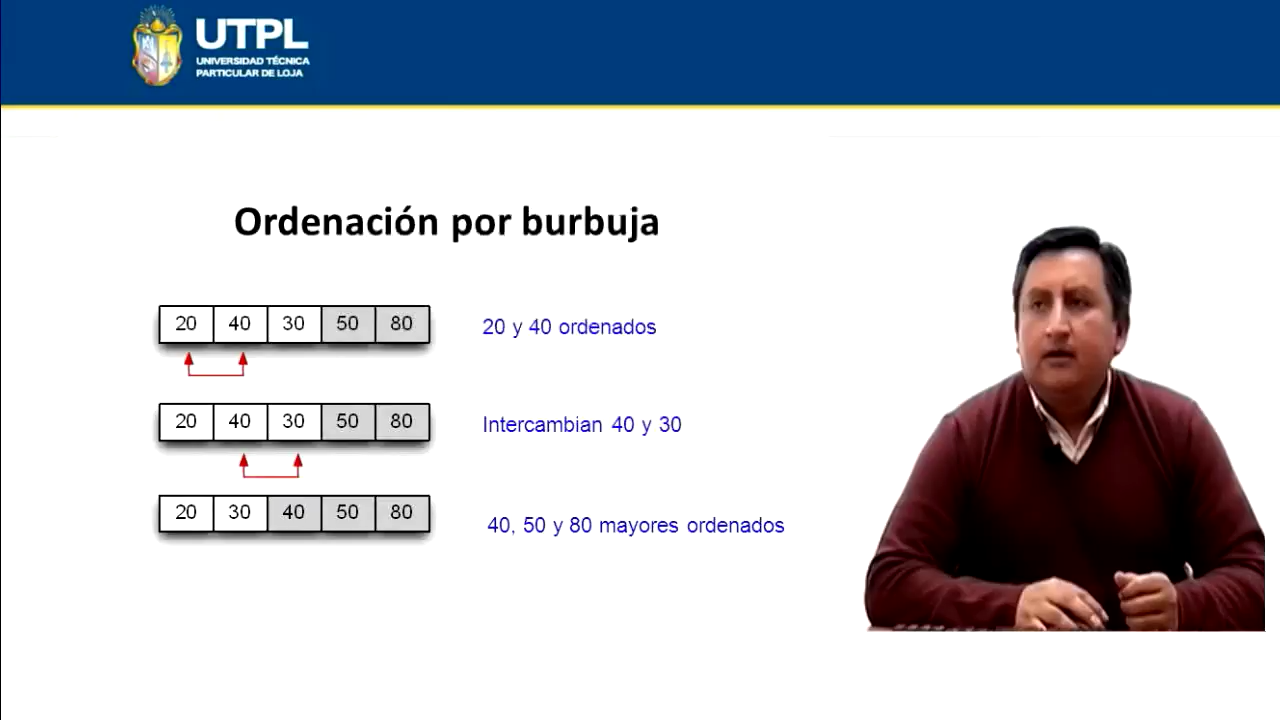 UTPL
UNIVERSIDAD TÉCNICA
PARTICULAR DE LOJA
Ordenación por burbuja
20 40 30 50 80
20 y 40 ordenados
20 40 30 50 80
Intercambian 40 y 30
20 30 40 50 80
40, 50 y 80 mayores ordenados